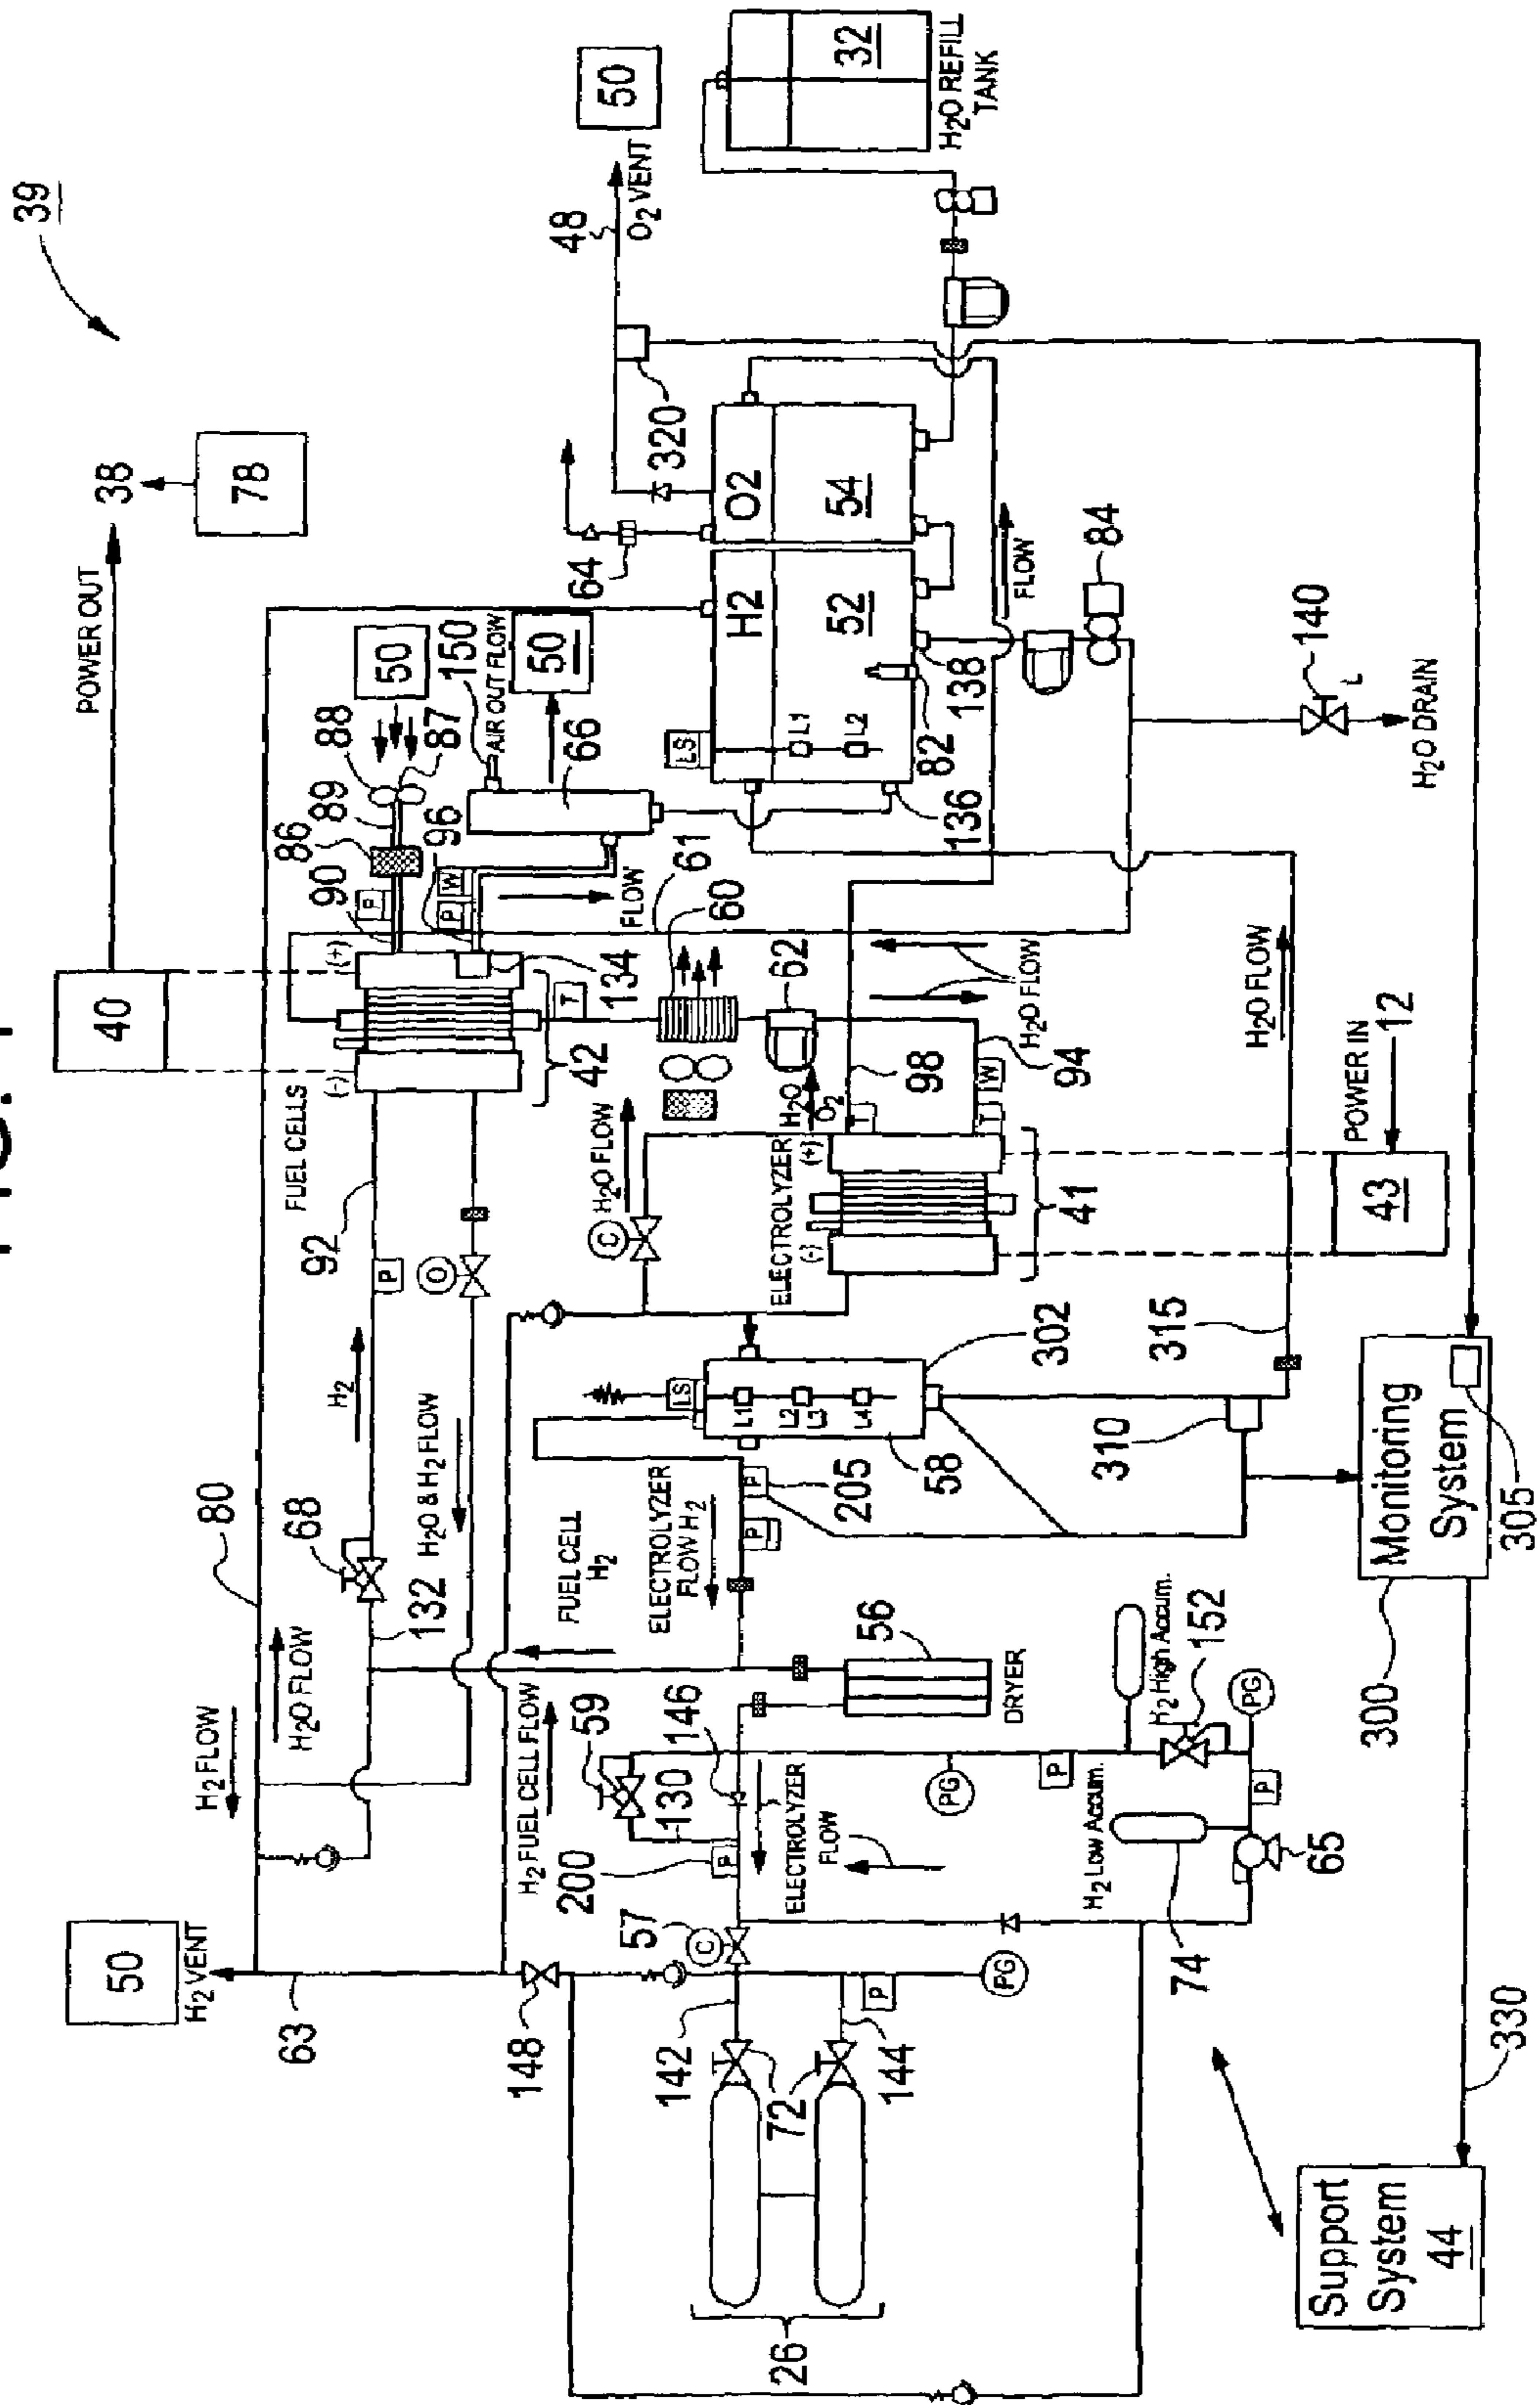 39
50
H2 VENT
63
80
H2 FLOW
H2O FLOW
68
132
H2
92
FUEL CELLS
P
O
H2O & H2 FLOW
40
POWER OUT
38
78
(-)
(+)
42
134
T
90
P
86
89
88
87
50
96
P
W
FLOW
150
AIR OUT FLOW
50
66
61
60
62
64
320
48
O2 VENT
50
32
H2O REFILL
TANK
148
142
72
144
26
57
C
P
PG
200
P
H2 FUEL CELL FLOW
59
130
146
ELECTROLYZER
FLOW
FUEL CELL
H2
ELECTROLYZER
FLOW H2
P
P
205
56
DRYER
LS
L1
L2
L3
L4
58
302
C
H2O FLOW
ELECTROLYZER
(-)
(+)
H2O
O2
T
98
T
W
94
41
H2O FLOW
LS
H2
O2
L1
L2
52
54
136
82
138
FLOW
84
140
L
H2O DRAIN
PG
P
H2 High Accum.
152
PG
P
H2 Low Accum.
74
65
310
315
H2O FLOW
POWER IN
12
43
Support
System
44
330
300
Monitoring
System
305